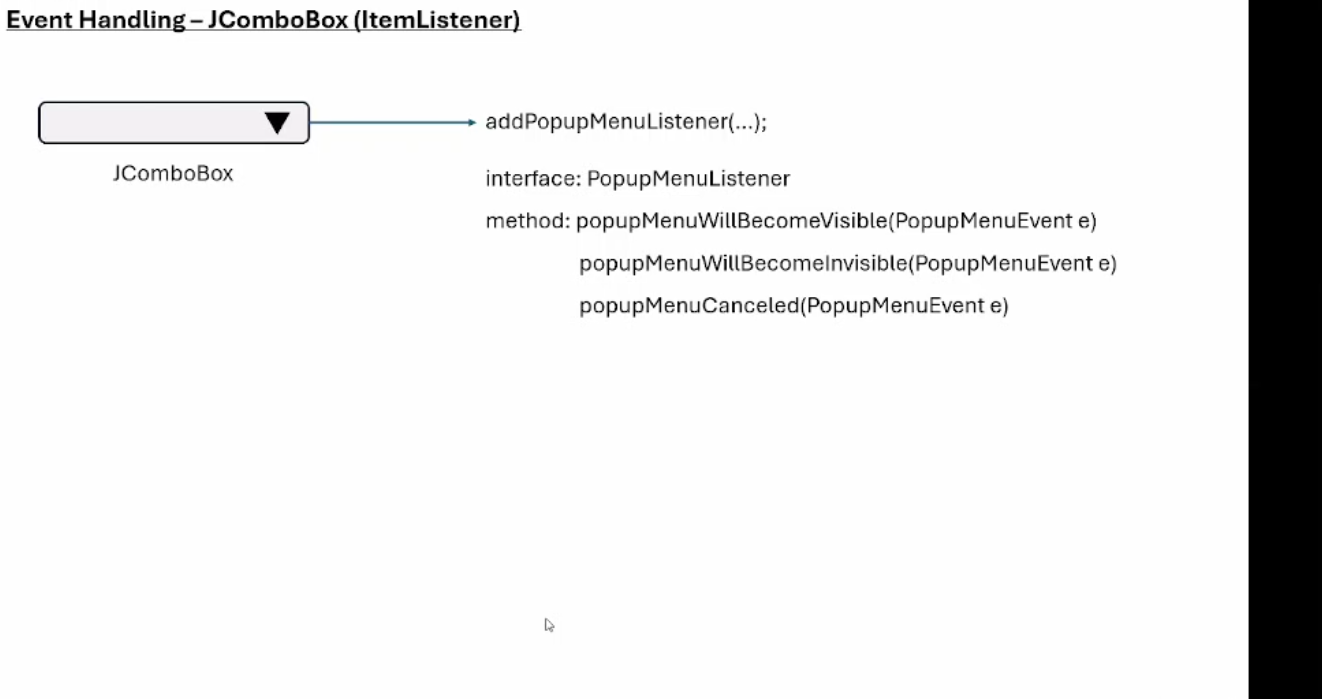 Event Handling – JComboBox (ItemListener)
addPopupMenuListener(...);
JComboBox
interface: PopupMenuListener
method: popupMenuWillBecomeVisible(PopupMenuEvent e)
popupMenuWillBecomeInvisible(PopupMenuEvent e)
popupMenuCanceled(PopupMenuEvent e)